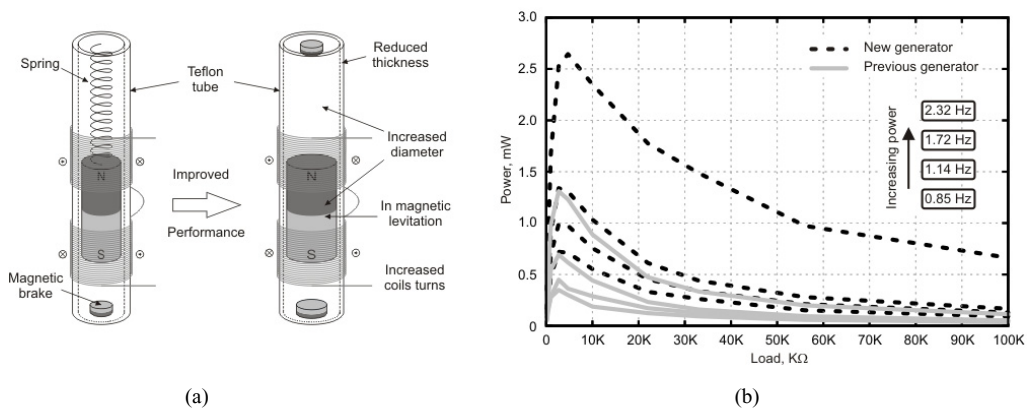 (a)
Spring
Teflon
tube
Reduced
thickness
Increased
diameter
N
N
Improved
Performance
In magnetic
levitation
S
S
Magnetic
brake
Increased
coils turns
(b)
3.0
2.5
2.0
1.5
1.0
0.5
0
Power, mW
New generator
Previous generator
Increasing power
2.32 Hz
1.72 Hz
1.14 Hz
0.85 Hz
0 10K 20K 30K 40K 50K 60K 70K 80K 90K 100K
Load, KΩ
(a)
(b)